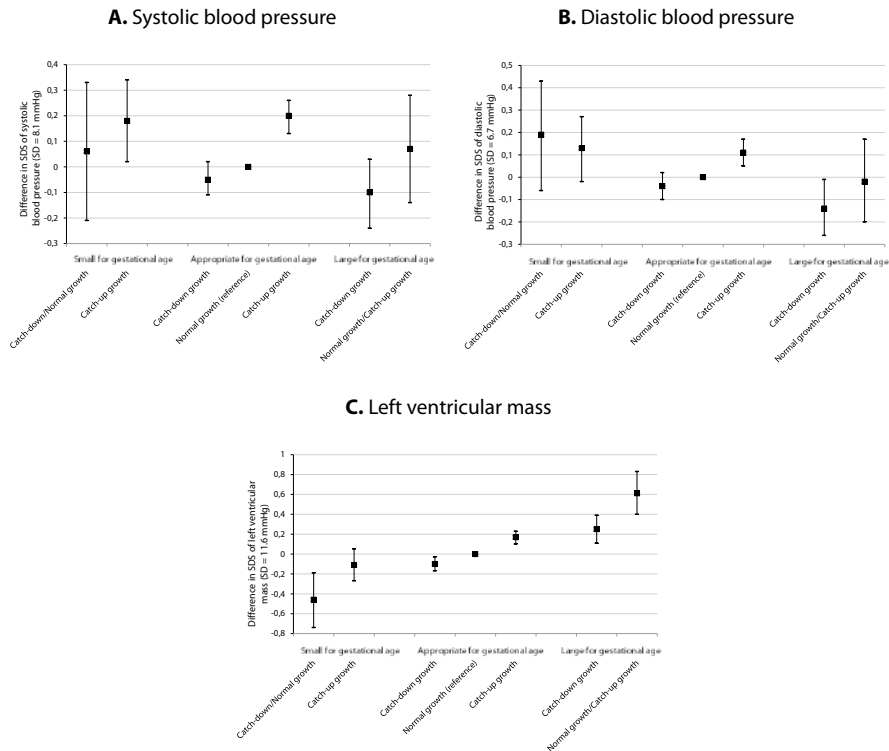 A. Systolic blood pressure
Difference in SDS of systolic
blood pressure (SD = 8.1 mmHg)
0,4
0,3
0,2
0,1
0
-0,1
-0,2
-0,3
Small for gestational age
Appropriate for gestational age
Large for gestational age
Catch-down/Normal growth
Catch-up growth
Catch-down growth
Normal growth (reference)
Catch-up growth
Catch-down growth
Normal growth/Catch-up growth
B. Diastolic blood pressure
Difference in SDS of diastolic
blood pressure (SD = 6.7 mmHg)
0,5
0,4
0,3
0,2
0,1
0
-0,1
-0,2
-0,3
Small for gestational age
Appropriate for gestational age
Large for gestational age
Catch-down/Normal growth
Catch-up growth
Catch-down growth
Normal growth (reference)
Catch-up growth
Catch-down growth
Normal growth/Catch-up growth
C. Left ventricular mass
Difference in SDS of left ventricular
mass (SD = 11.6 mmHg)
1
0,8
0,6
0,4
0,2
0
-0,2
-0,4
-0,6
-0,8
Small for gestational age
Appropriate for gestational age
Large for gestational age
Catch-down/Normal growth
Catch-up growth
Catch-down growth
Normal growth (reference)
Catch-up growth
Catch-down growth
Normal growth/Catch-up growth